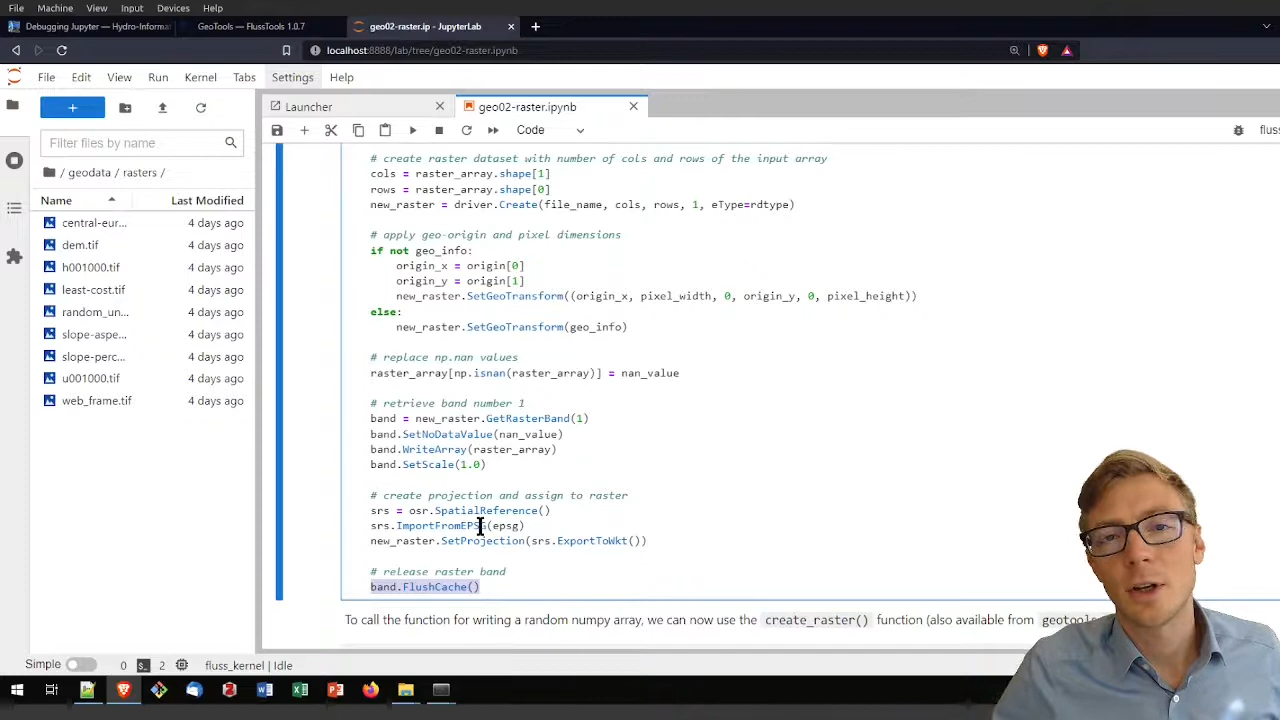 File Edit View Input Devices Help
Debugging Jupyter — Hydro-Informat
GeoTools — FlussTools 1.0.7
geo02-raster.ip - JupyterLab
localhost:8888/lab/tree/geo02-raster.ipynb
File Edit View Run Kernel Tabs Settings Help
Launcher
geo02-raster.ipynb
Code
fluss
Filter files by name
/ geodata / rasters /
Name Last Modified
central-eur... 4 days ago
dem.tif 4 days ago
h001000.tif 4 days ago
least-cost.tif 4 days ago
random_un... 4 days ago
slope-aspe... 4 days ago
slope-perc... 4 days ago
u001000.tif 4 days ago
web_frame.tif 4 days ago
# create raster dataset with number of cols and rows of the input array
cols = raster_array.shape[1]
rows = raster_array.shape[0]
new_raster = driver.Create(file_name, cols, rows, 1, eType=rdtype)
# apply geo-origin and pixel dimensions
if not geo_info:
origin_x = origin[0]
origin_y = origin[1]
new_raster.SetGeoTransform((origin_x, pixel_width, 0, origin_y, 0, pixel_height))
else:
new_raster.SetGeoTransform(geo_info)
# replace np.nan values
raster_array[np.isnan(raster_array)] = nan_value
# retrieve band number 1
band = new_raster.GetRasterBand(1)
band.SetNoDataValue(nan_value)
band.WriteArray(raster_array)
band.SetScale(1.0)
# create projection and assign to raster
srs = osr.SpatialReference()
srs.ImportFromEPSG(epsg)
new_raster.SetProjection(srs.ExportToWkt())
# release raster band
band.FlushCache()
To call the function for writing a random numpy array, we can now use the create_raster() function (also available from geotools
Simple 0 2 fluss_kernel | Idle